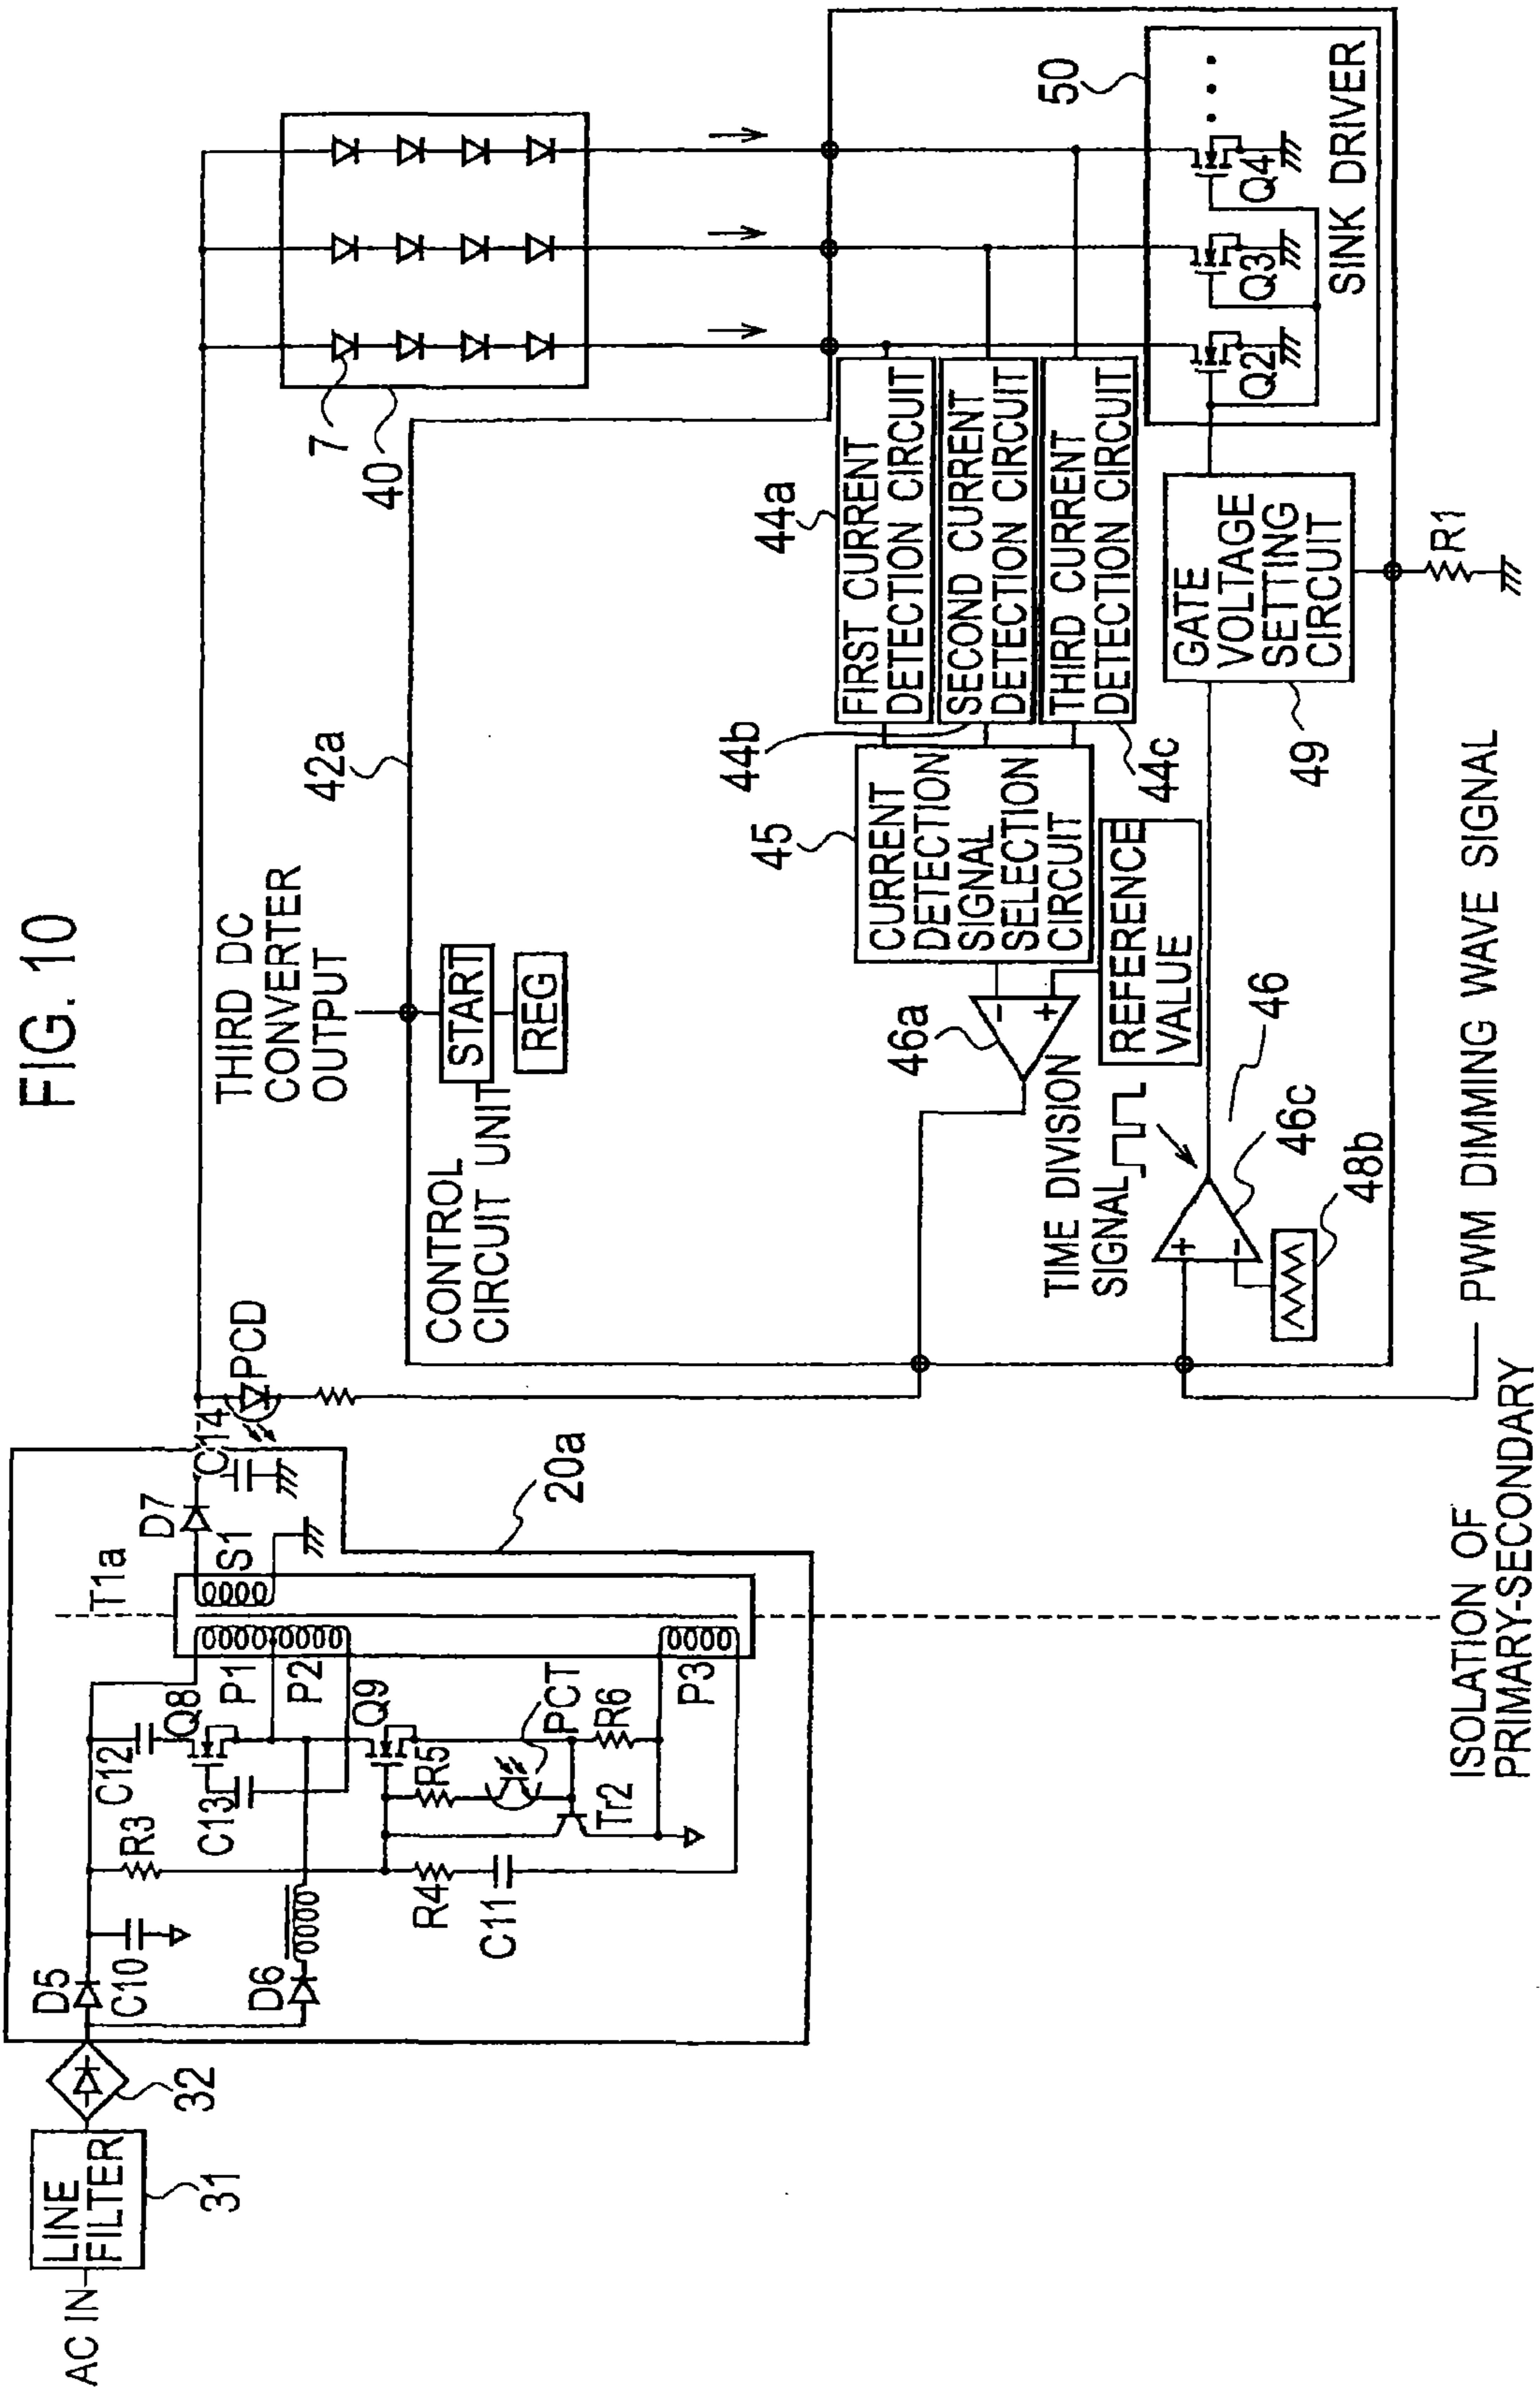 FIG. 10
AC IN
LINE
FILTER
31
32
D5
C10
D6
R3
C12
Q8
C13
P1
P2
Q9
R4
C11
R5
PCT
Tr2
R6
P3
T1a
S1
D7
C14
20a
PCD
ISOLATION OF
PRIMARY-SECONDARY
THIRD DC
CONVERTER
OUTPUT
42a
CONTROL
CIRCUIT UNIT
START
REG
7
40
44a
FIRST CURRENT
DETECTION CIRCUIT
44b
SECOND CURRENT
DETECTION CIRCUIT
THIRD CURRENT
DETECTION CIRCUIT
44c
45
CURRENT
DETECTION
SIGNAL
SELECTION
CIRCUIT
46a
-
+
REFERENCE
VALUE
TIME DIVISION
SIGNAL
46
46c
+
-
48b
PWM DIMMING WAVE SIGNAL
GATE
VOLTAGE
SETTING
CIRCUIT
49
R1
50
Q2
Q3
Q4
SINK DRIVER